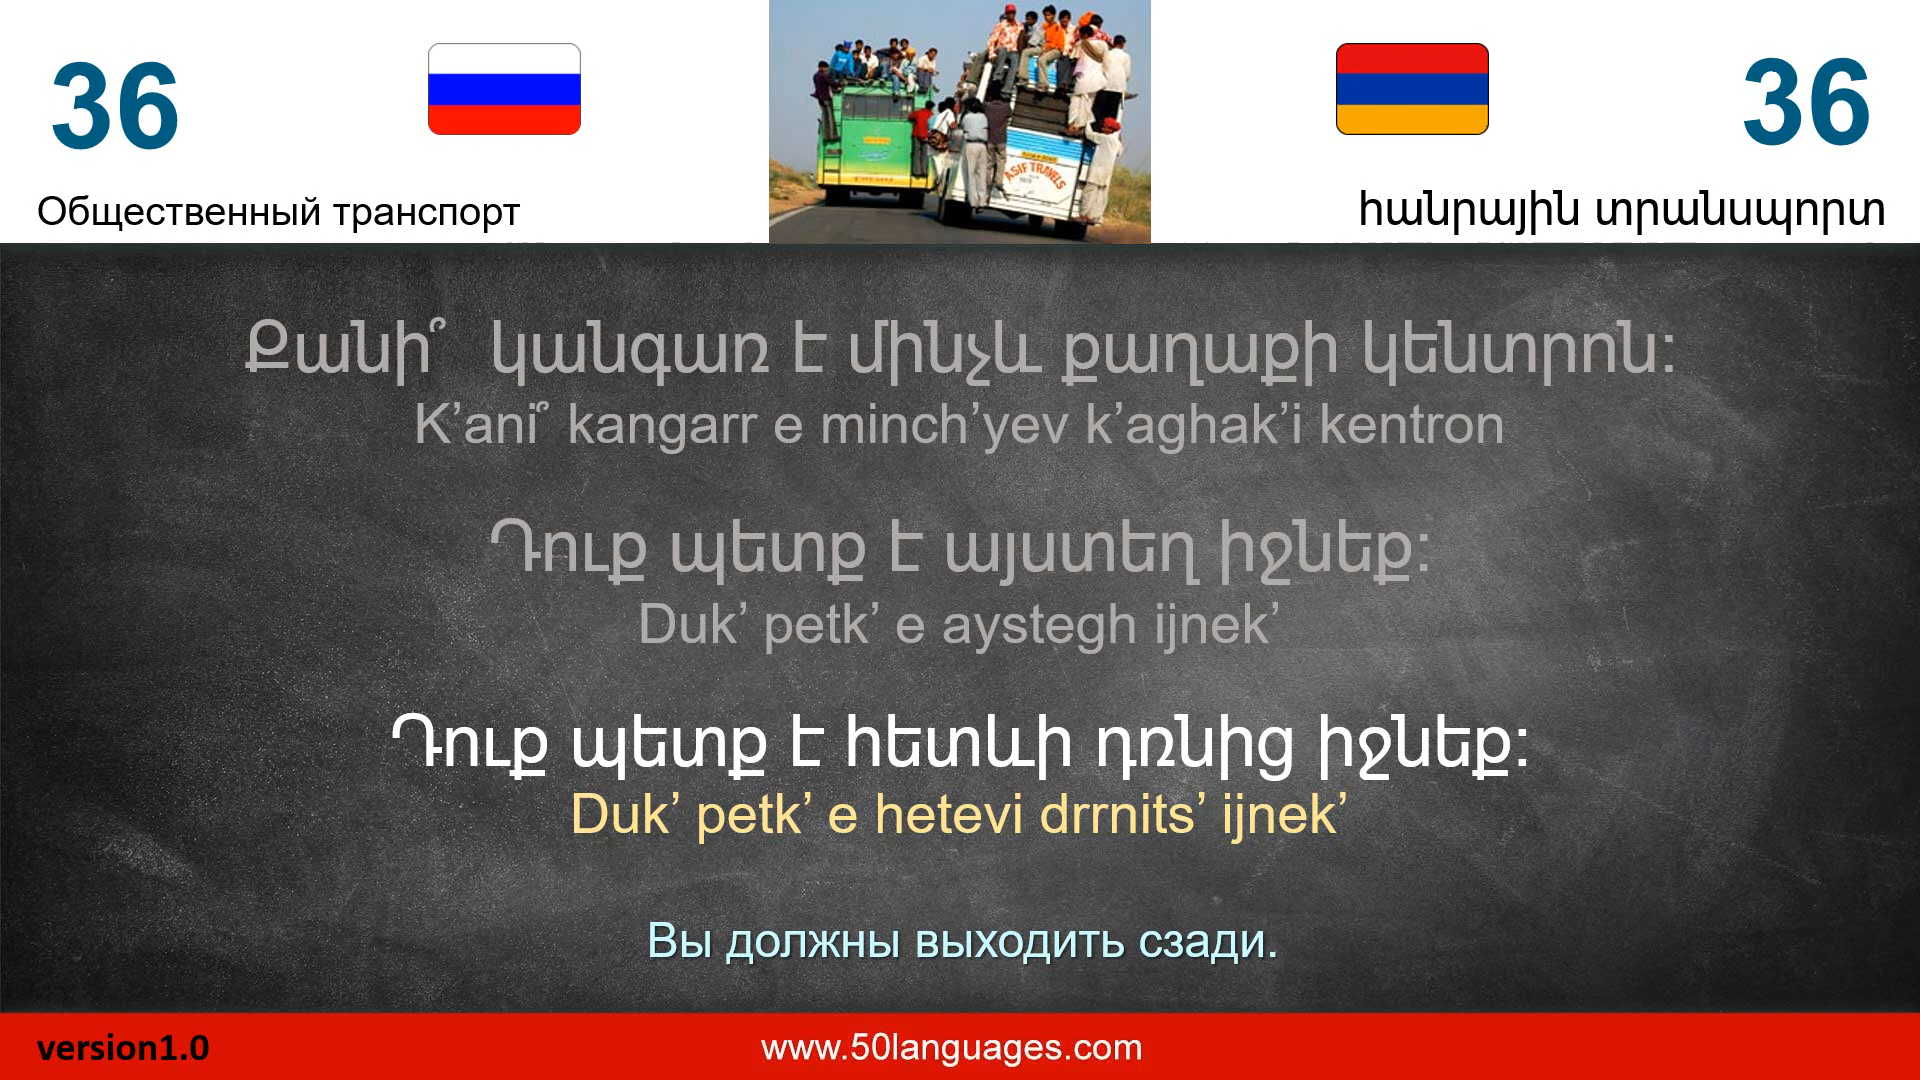 36
36
Общественный транспорт
ASIF TRAVELS
հանրային տրանսպորտ
Քանի՞ կանգառ է մինչև քաղաքի կենտրոն:
K’ani՞ kangarr e minch’yev k’aghak’i kentron
Դուք պետք է այստեղ իջնեք:
Duk’ petk’ e aystegh ijnek’
Դուք պետք է հետևի դռնից իջնեք:
Duk’ petk’ e hetevi drrnits’ ijnek’
Вы должны выходить сзади.
version1.0
www.50languages.com